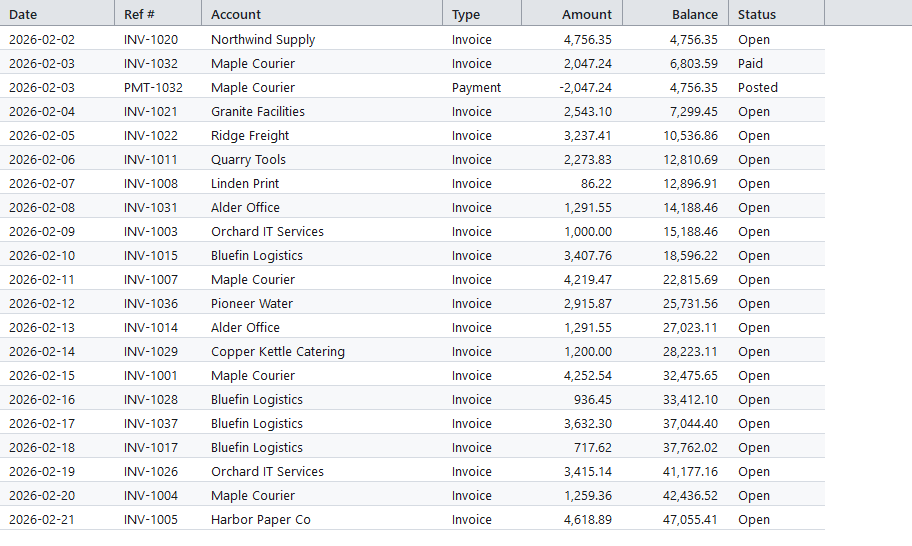 Date Ref # Account Type Amount Balance Status
2026-02-02 INV-1020 Northwind Supply Invoice 4,756.35 4,756.35 Open
2026-02-03 INV-1032 Maple Courier Invoice 2,047.24 6,803.59 Paid
2026-02-03 PMT-1032 Maple Courier Payment -2,047.24 4,756.35 Posted
2026-02-04 INV-1021 Granite Facilities Invoice 2,543.10 7,299.45 Open
2026-02-05 INV-1022 Ridge Freight Invoice 3,237.41 10,536.86 Open
2026-02-06 INV-1011 Quarry Tools Invoice 2,273.83 12,810.69 Open
2026-02-07 INV-1008 Linden Print Invoice 86.22 12,896.91 Open
2026-02-08 INV-1031 Alder Office Invoice 1,291.55 14,188.46 Open
2026-02-09 INV-1003 Orchard IT Services Invoice 1,000.00 15,188.46 Open
2026-02-10 INV-1015 Bluefin Logistics Invoice 3,407.76 18,596.22 Open
2026-02-11 INV-1007 Maple Courier Invoice 4,219.47 22,815.69 Open
2026-02-12 INV-1036 Pioneer Water Invoice 2,915.87 25,731.56 Open
2026-02-13 INV-1014 Alder Office Invoice 1,291.55 27,023.11 Open
2026-02-14 INV-1029 Copper Kettle Catering Invoice 1,200.00 28,223.11 Open
2026-02-15 INV-1001 Maple Courier Invoice 4,252.54 32,475.65 Open
2026-02-16 INV-1028 Bluefin Logistics Invoice 936.45 33,412.10 Open
2026-02-17 INV-1037 Bluefin Logistics Invoice 3,632.30 37,044.40 Open
2026-02-18 INV-1017 Bluefin Logistics Invoice 717.62 37,762.02 Open
2026-02-19 INV-1026 Orchard IT Services Invoice 3,415.14 41,177.16 Open
2026-02-20 INV-1004 Maple Courier Invoice 1,259.36 42,436.52 Open
2026-02-21 INV-1005 Harbor Paper Co Invoice 4,618.89 47,055.41 Open